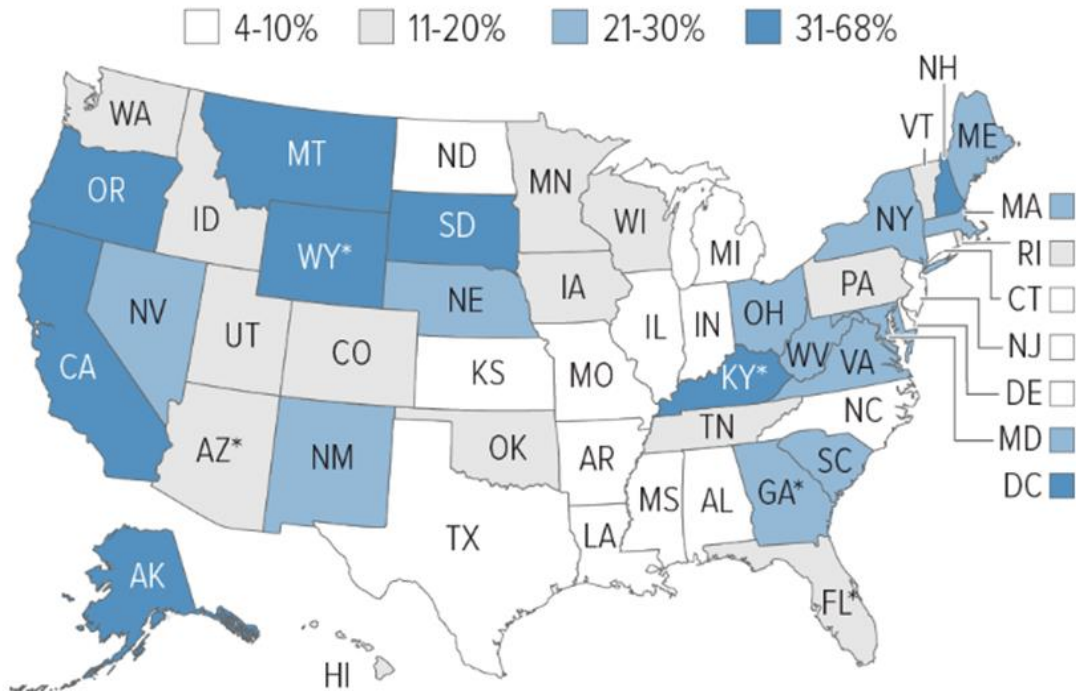 4-10% 11-20% 21-30% 31-68%
NH
WA
MT
ND
VT
ME
OR
MN
ID
SD
WI
NY
MA
WY*
MI
RI
NE
IA
PA
NV
CT
UT
IL
IN
OH
CO
WV
VA
NJ
CA
KS
MO
KY*
DE
NC
TN
MD
AZ*
NM
OK
AR
SC
DC
MS
AL
GA*
TX
LA
AK
FL*
HI